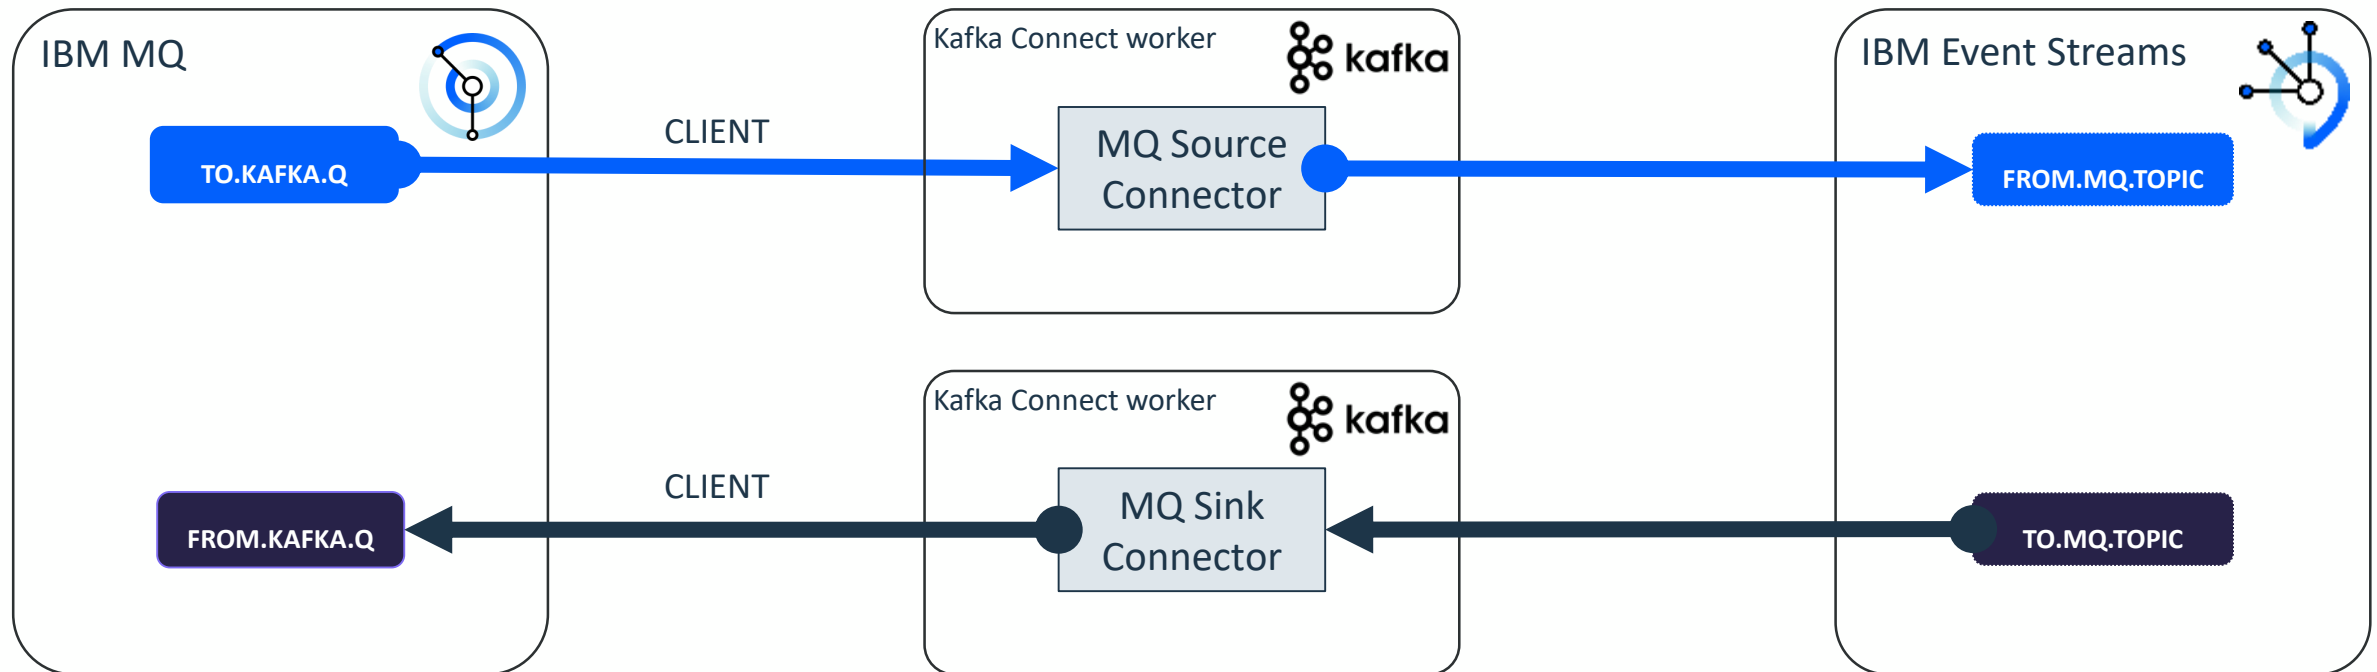 IBM MQ
TO.KAFKA.Q
CLIENT
Kafka Connect worker
kafka
MQ Source
Connector
IBM Event Streams
FROM.MQ.TOPIC
FROM.KAFKA.Q
CLIENT
Kafka Connect worker
kafka
MQ Sink
Connector
TO.MQ.TOPIC